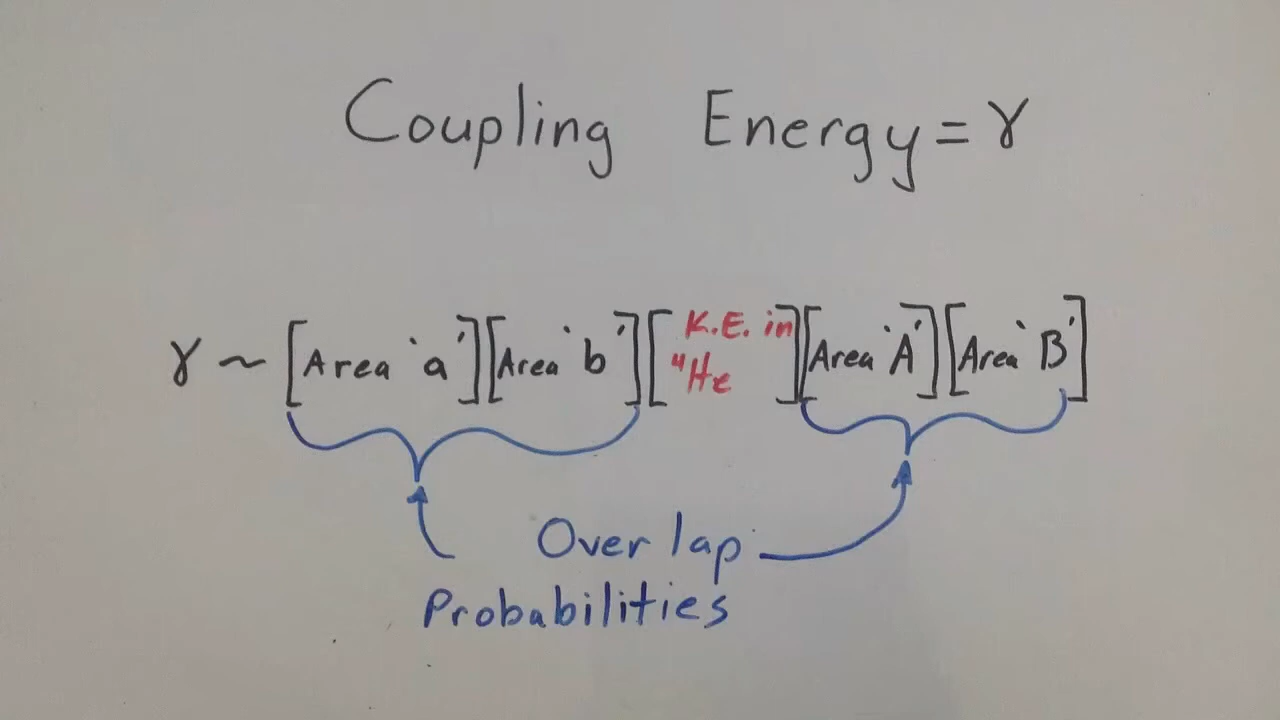 Coupling Energy = γ
γ ~ [Area 'a'][Area 'b'][K.E. in ⁴He][Area 'A'][Area 'B']
Overlap
Probabilities